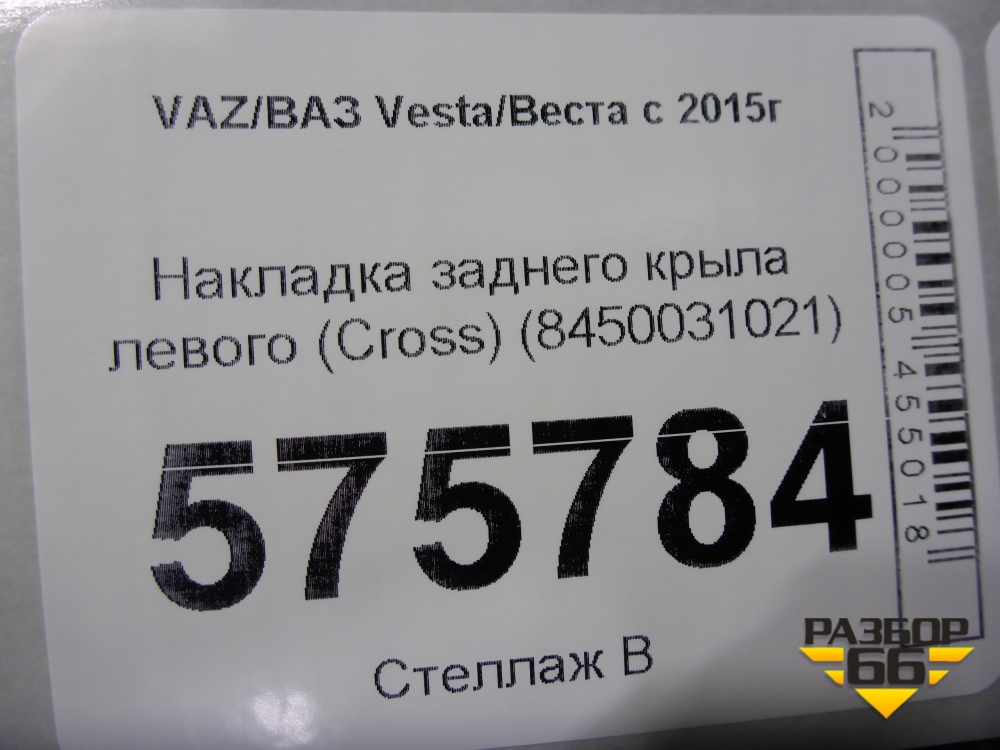 VAZ/ВАЗ Vesta/Веста с 2015г
Накладка заднего крыла
левого (Cross) (8450031021)
575784
Стеллаж В
2000005455018
РАЗБОР
66